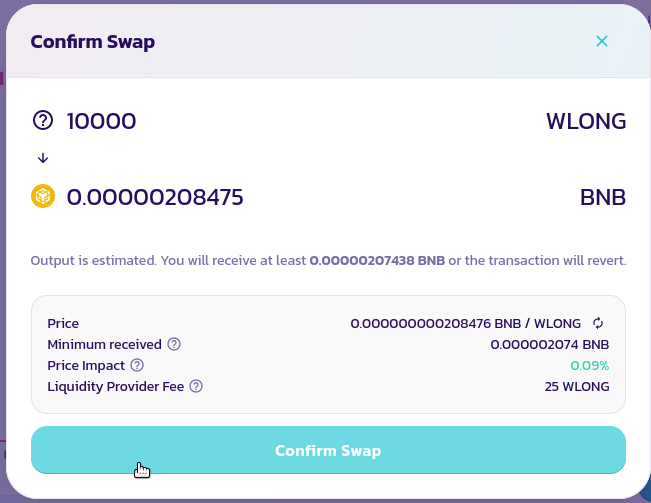 Confirm Swap
10000 WLONG
0.00000208475 BNB
Output is estimated. You will receive at least 0.00000207438 BNB or the transaction will revert.
Price 0.000000000208476 BNB / WLONG
Minimum received 0.000002074 BNB
Price Impact 0.09%
Liquidity Provider Fee 25 WLONG
Confirm Swap